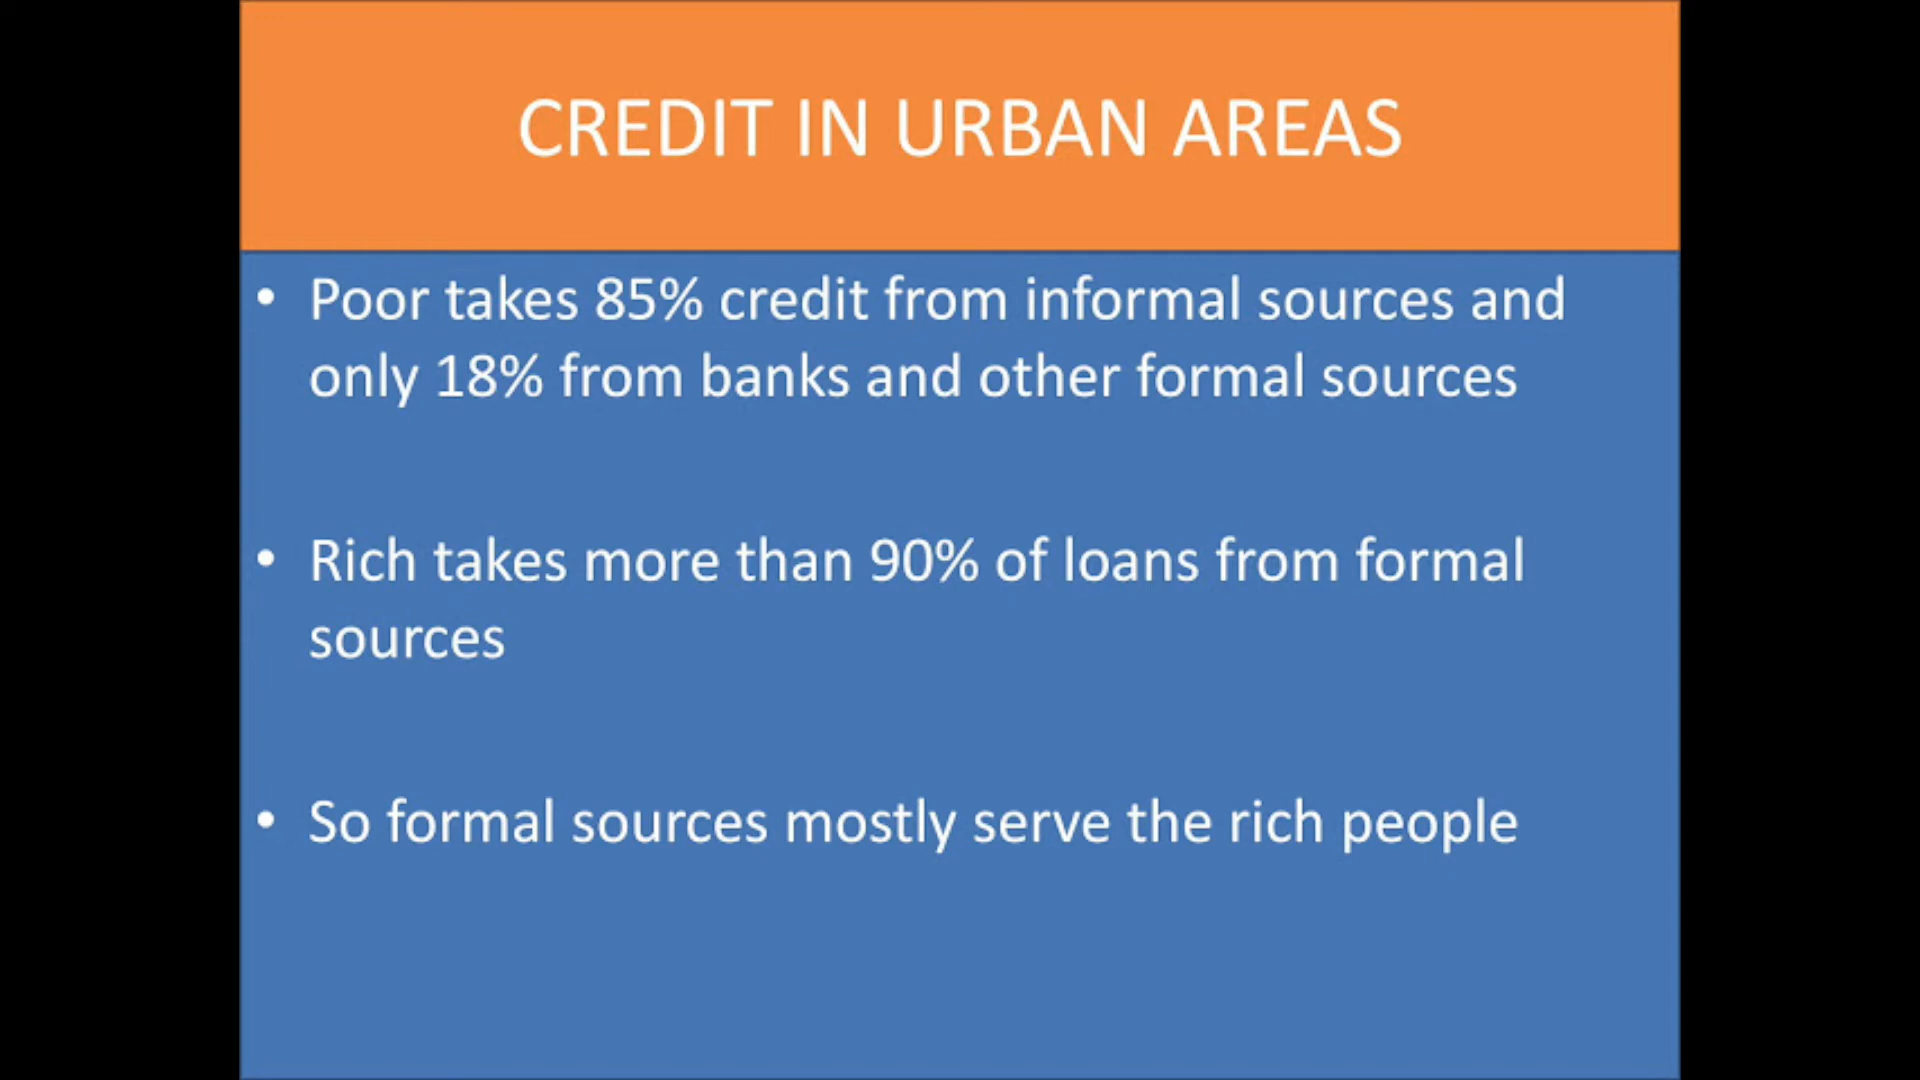 CREDIT IN URBAN AREAS
• Poor takes 85% credit from informal sources and
only 18% from banks and other formal sources
• Rich takes more than 90% of loans from formal
sources
• So formal sources mostly serve the rich people